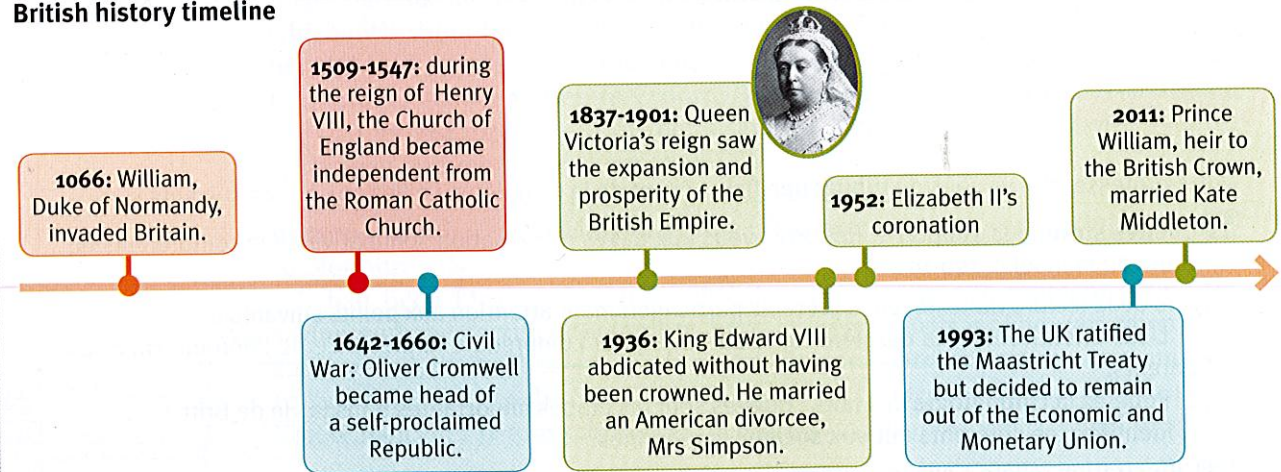 British history timeline
1066: William,
Duke of Normandy,
invaded Britain.
1509-1547: during
the reign of Henry
VIII, the Church of
England became
independent from
the Roman Catholic
Church.
1642-1660: Civil
War: Oliver Cromwell
became head of
a self-proclaimed
Republic.
1837-1901: Queen
Victoria's reign saw
the expansion and
prosperity of the
British Empire.
1936: King Edward VIII
abdicated without having
been crowned. He married
an American divorcee,
Mrs Simpson.
1952: Elizabeth II's
coronation
1993: The UK ratified
the Maastricht Treaty
but decided to remain
out of the Economic and
Monetary Union.
2011: Prince
William, heir to
the British Crown,
married Kate
Middleton.